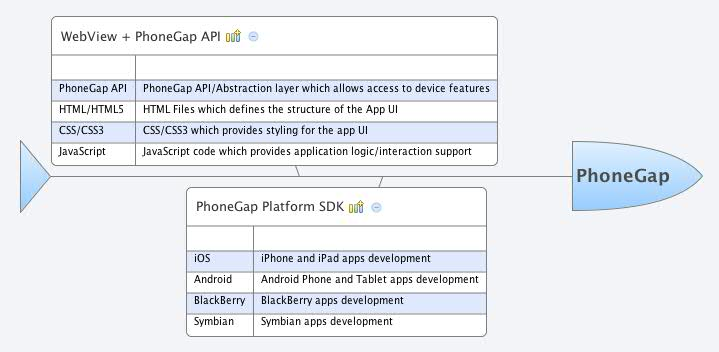 WebView + PhoneGap API
PhoneGap API PhoneGap API/Abstraction layer which allows access to device features
HTML/HTML5 HTML Files which defines the structure of the App UI
CSS/CSS3 CSS/CSS3 which provides styling for the app UI
JavaScript JavaScript code which provides application logic/interaction support
PhoneGap
PhoneGap Platform SDK
iOS iPhone and iPad apps development
Android Android Phone and Tablet apps development
BlackBerry BlackBerry apps development
Symbian Symbian apps development